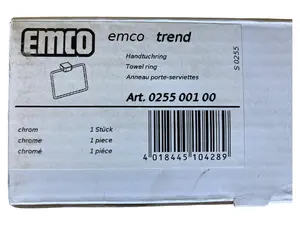 EMCO emco trend
Handtuchring
Towel ring
Anneau porte-serviettes
S 0255
Art. 0255 001 00
chrom 1 Stück
chrome 1 piece
chromé 1 pièce
4 018445 104289